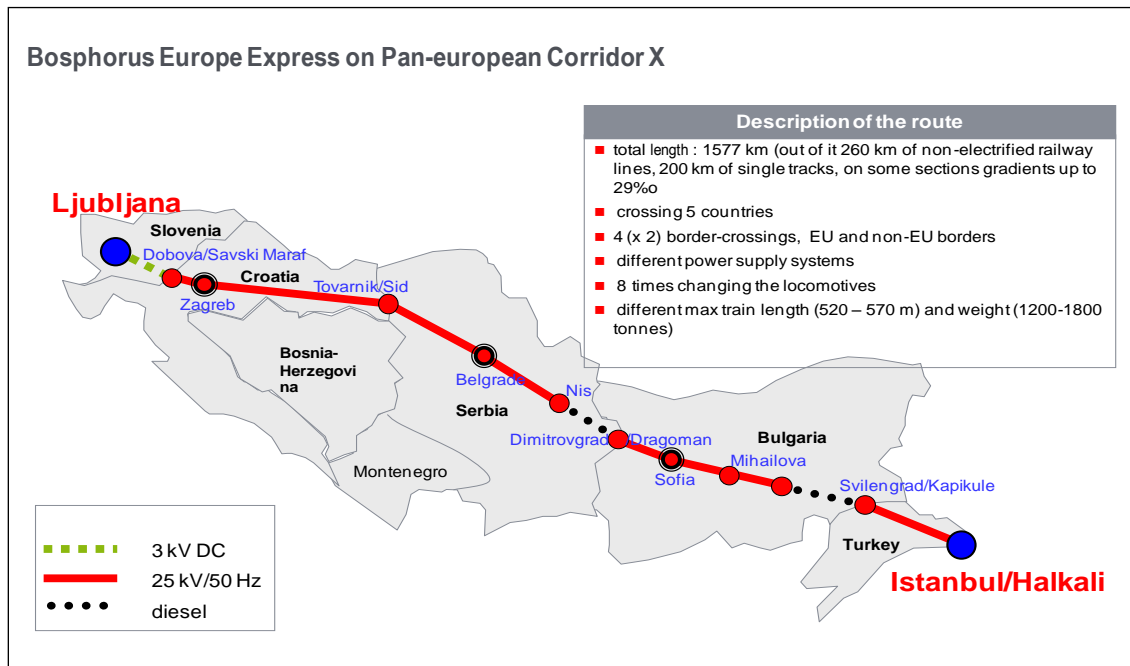 Bosphorus Europe Express on Pan-european Corridor X
Description of the route
total length : 1577 km (out of it 260 km of non-electrified railway
lines, 200 km of single tracks, on some sections gradients up to
29%o
crossing 5 countries
4 (x 2) border-crossings, EU and non-EU borders
different power supply systems
8 times changing the locomotives
different max train length (520 – 570 m) and weight (1200-1800
tonnes)
Ljubljana
Slovenia
Dobova/Savski Maraf
Croatia
Zagreb
Tovarnik/Sid
Bosnia-
Herzegovi
na
Belgrade
Nis
Serbia
Dimitrovgrad/Dragoman
Bulgaria
Mihailova
Montenegro
Sofia
Svilengrad/Kapikule
Turkey
Istanbul/Halkali
3 kV DC
25 kV/50 Hz
diesel